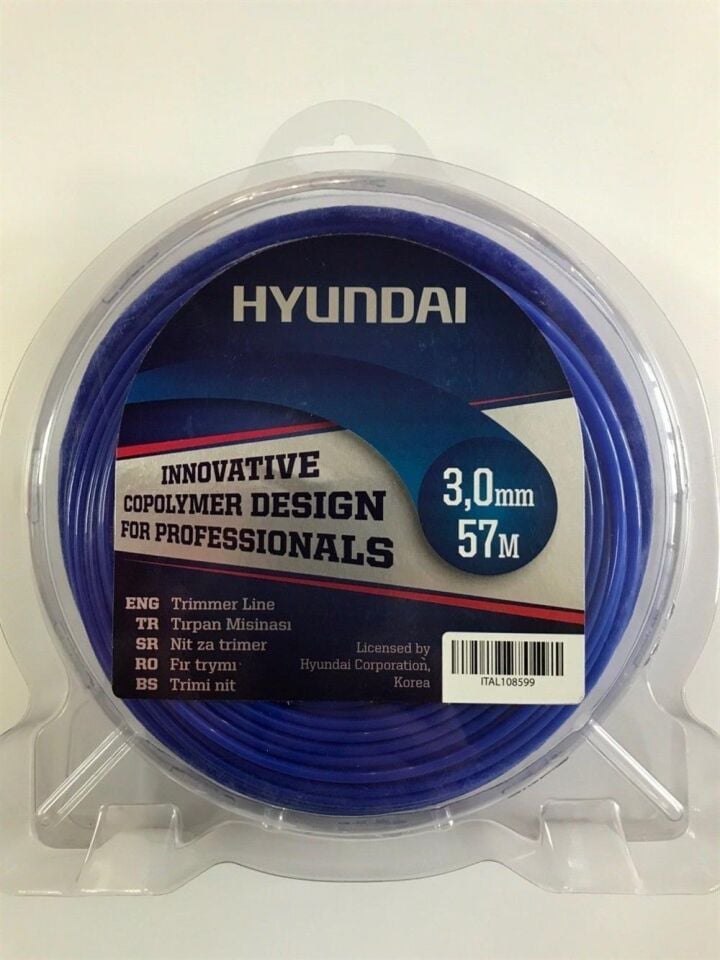 HYUNDAI
INNOVATIVE
COPOLYMER DESIGN
FOR PROFESSIONALS
3,0mm
57M
ENG Trimmer Line
TR Tırpan Misinası
SR Nit za trimer
RO Fır trymı
BS Trimi nit
Licensed by
Hyundai Corporation,
Korea
ITAL108599